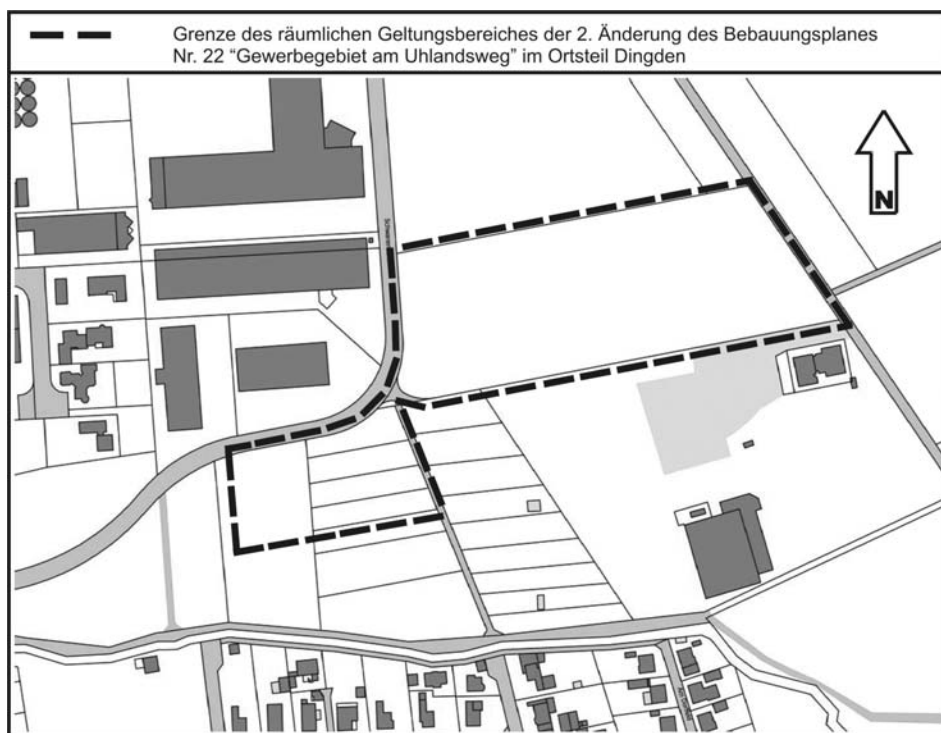 Grenze des räumlichen Geltungsbereiches der 2. Änderung des Bebauungsplanes
Nr. 22 “Gewerbegebiet am Uhlandsweg” im Ortsteil Dingden
N